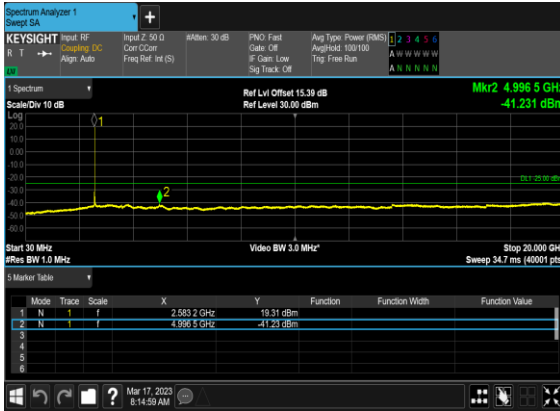 Spectrum Analyzer 1
Swept SA
+
KEYSIGHT
R T
Input: RF
Coupling: DC
Align: Auto
Input Z: 50 Ω
Corr CCorr
Freq Ref: Int (S)
#Atten: 30 dB
PNO: Fast
Gate: Off
IF Gain: Low
Sig Track: Off
Avg Type: Power (RMS)
Avg|Hold: 100/100
Trig: Free Run
1 2 3 4 5 6
A W W W W W
A N N N N N
1 Spectrum
Scale/Div 10 dB
Ref Lvl Offset 15.39 dB
Ref Level 30.00 dBm
Mkr2 4.996 5 GHz
-41.231 dBm
Log
20.0
10.0
0.00
-10.0
-20.0
-30.0
-40.0
-50.0
-60.0
1
2
Start 30 MHz
#Res BW 1.0 MHz
Video BW 3.0 MHz*
Stop 20.000 GH
Sweep 34.7 ms (40001 pts
5 Marker Table
Mode Trace Scale X Y Function Function Width Function Value
1 N 1 f 2.583 2 GHz 19.31 dBm
2 N 1 f 4.996 5 GHz -41.23 dBm
3
4
5
6
?
Mar 17, 2023
8:14:59 AM